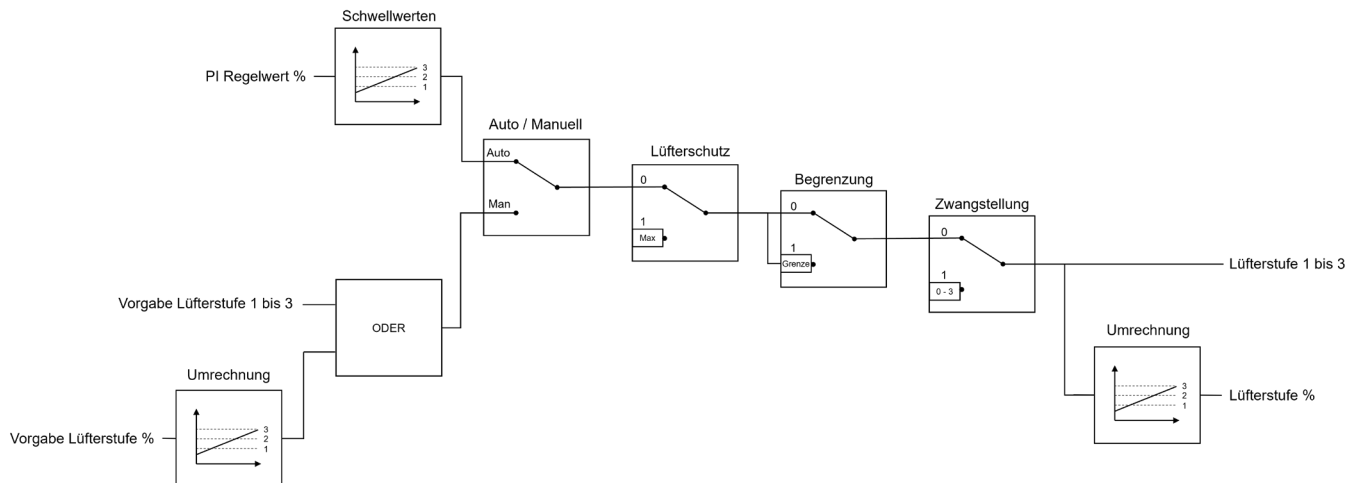 Schwellwerten
3
2
1
PI Regelwert %
Auto / Manuell
Auto
Man
Lüfterschutz
0
1
Max
Begrenzung
0
1
Grenze
Zwangstellung
0
1
0 - 3
Lüfterstufe 1 bis 3
Vorgabe Lüfterstufe 1 bis 3
ODER
Umrechnung
3
2
1
Lüfterstufe %
Umrechnung
3
2
1
Vorgabe Lüfterstufe %